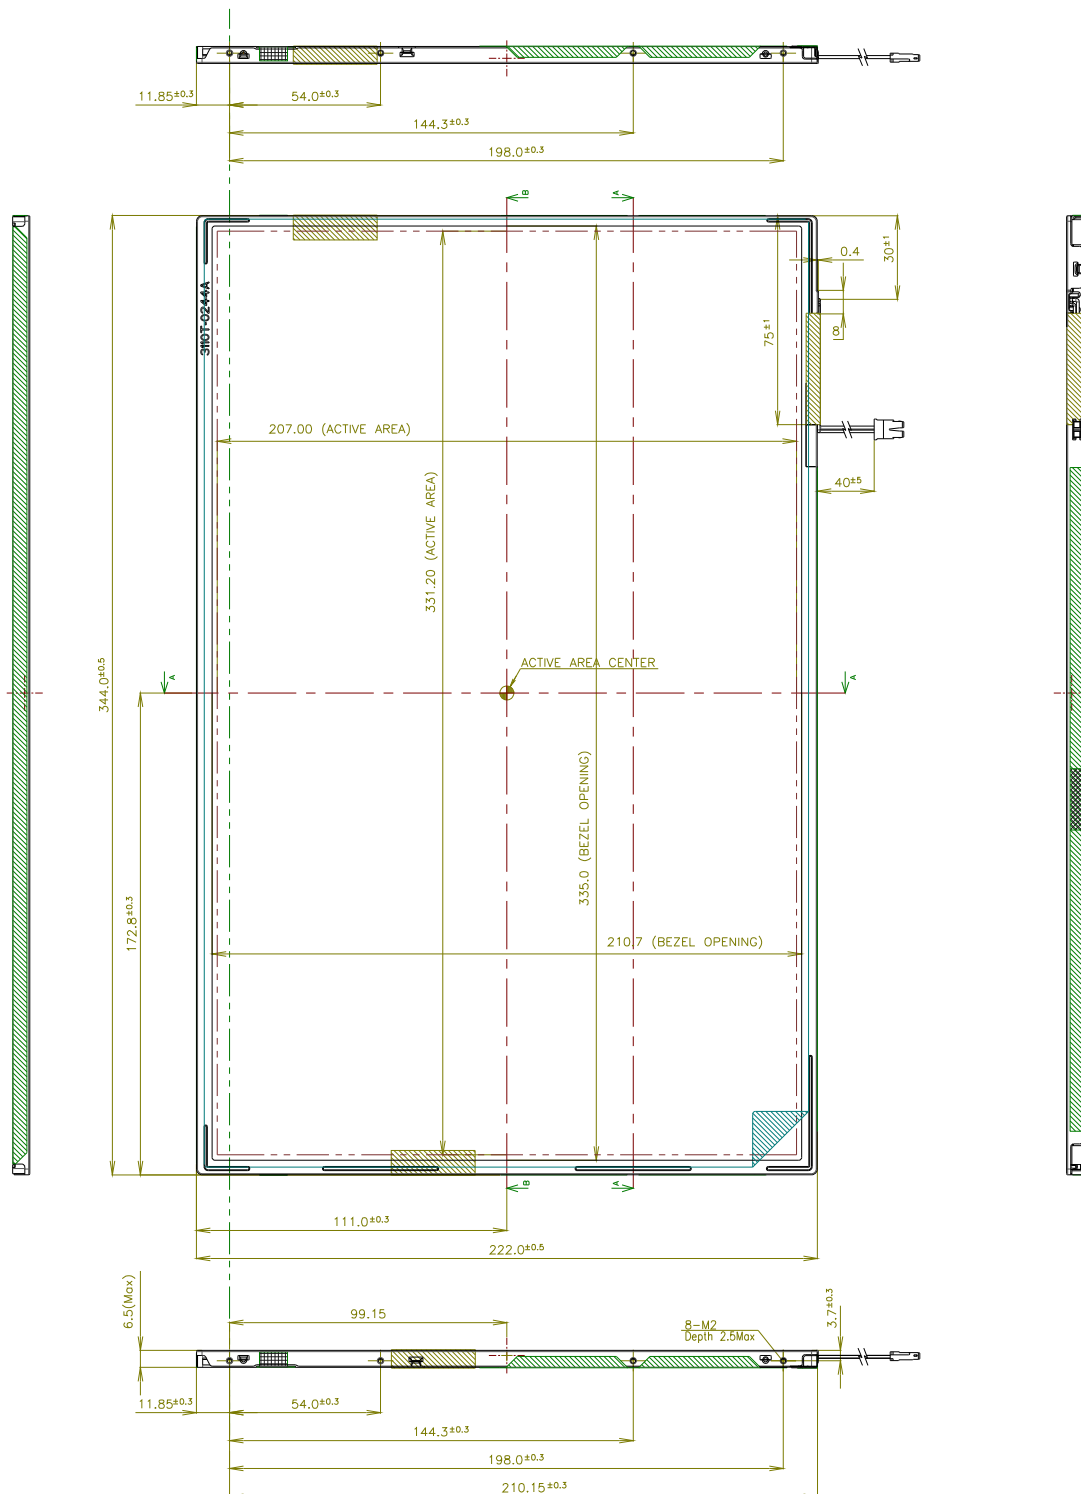 11.85±0.3
54.0±0.3
144.3±0.3
198.0±0.3
B
A
0.4
30±1
8
75±1
3110T-0244A
207.00 (ACTIVE AREA)
331.20 (ACTIVE AREA)
40±5
ACTIVE AREA CENTER
A
A
344.0±0.5
172.8±0.3
335.0 (BEZEL OPENING)
210.7 (BEZEL OPENING)
B
A
111.0±0.3
222.0±0.5
6.5(Max)
99.15
8-M2
Depth 2.5Max
3.7±0.3
11.85±0.3
54.0±0.3
144.3±0.3
198.0±0.3
210.15±0.3